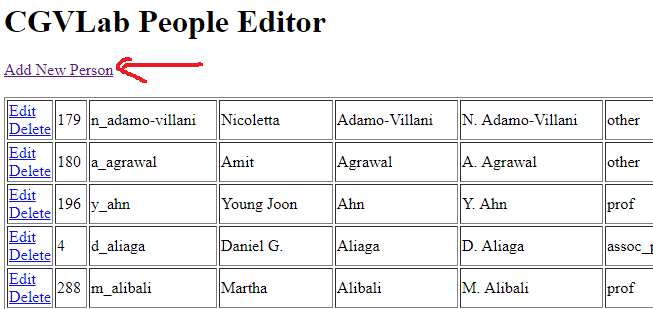 CGVLab People Editor
Add New Person
Edit Delete 179 n_adamo-villani Nicoletta Adamo-Villani N. Adamo-Villani other
Edit Delete 180 a_agrawal Amit Agrawal A. Agrawal other
Edit Delete 196 y_ahn Young Joon Ahn Y. Ahn prof
Edit Delete 4 d_aliaga Daniel G. Aliaga D. Aliaga assoc_p
Edit Delete 288 m_alibali Martha Alibali M. Alibali prof